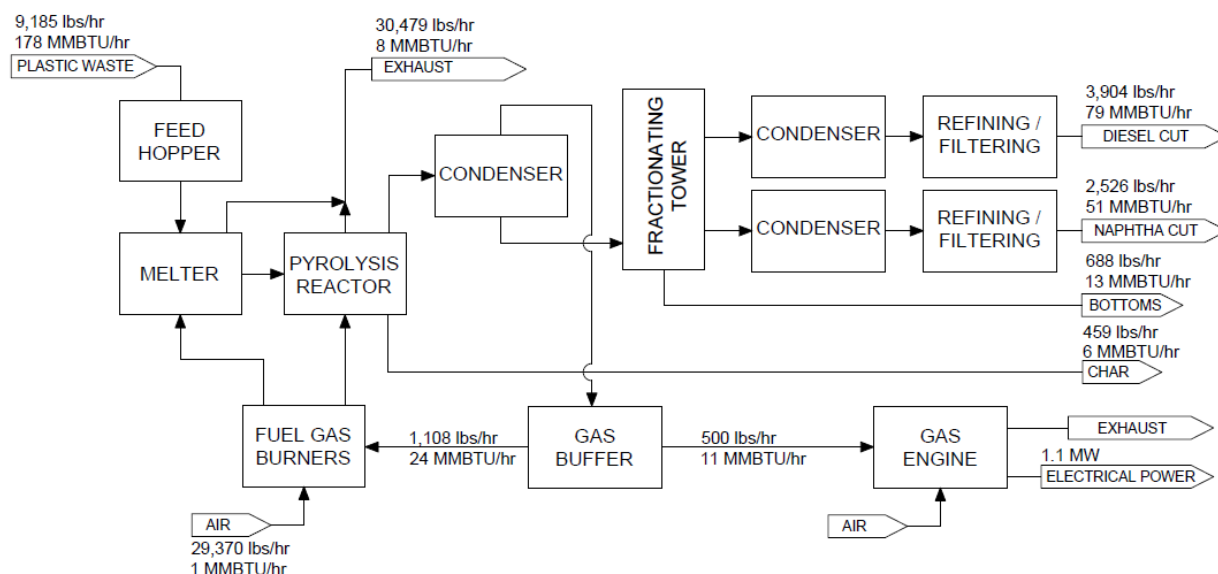 9,185 lbs/hr
178 MMBTU/hr
PLASTIC WASTE
30,479 lbs/hr
8 MMBTU/hr
EXHAUST
FEED
HOPPER
CONDENSER
FRACTIONATING
TOWER
CONDENSER
REFINING /
FILTERING
3,904 lbs/hr
79 MMBTU/hr
DIESEL CUT
CONDENSER
REFINING /
FILTERING
2,526 lbs/hr
51 MMBTU/hr
NAPHTHA CUT
MELTER
PYROLYSIS
REACTOR
688 lbs/hr
13 MMBTU/hr
BOTTOMS
459 lbs/hr
6 MMBTU/hr
CHAR
FUEL GAS
BURNERS
1,108 lbs/hr
24 MMBTU/hr
GAS
BUFFER
500 lbs/hr
11 MMBTU/hr
GAS
ENGINE
EXHAUST
1.1 MW
ELECTRICAL POWER
AIR
29,370 lbs/hr
1 MMBTU/hr
AIR